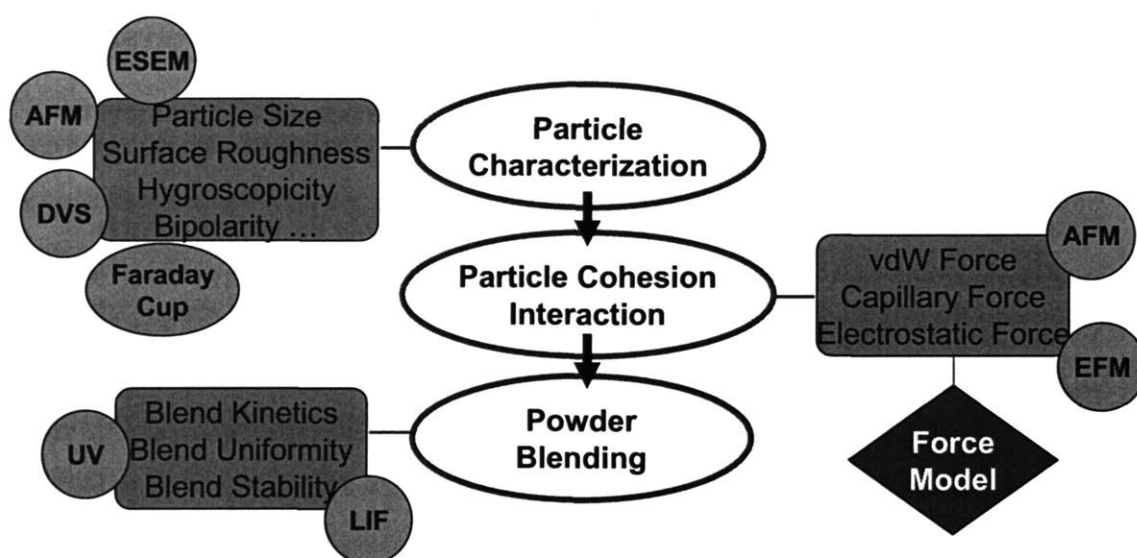 ESEM
AFM
Particle Size
Surface Roughness
Hygroscopicity
Bipolarity ...
DVS
Faraday
Cup
Particle
Characterization
Particle Cohesion
Interaction
AFM
vdW Force
Capillary Force
Electrostatic Force
EFM
Force
Model
Powder
Blending
Blend Kinetics
Blend Uniformity
Blend Stability
UV
LIF